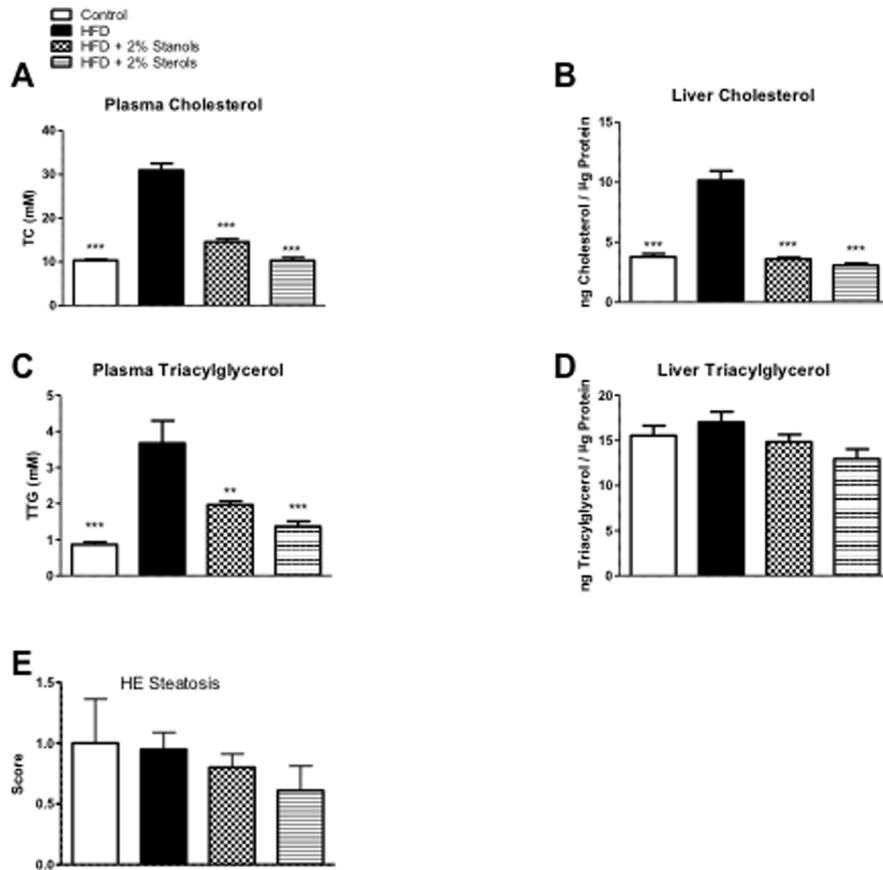 Control
HFD
HFD + 2% Stanols
HFD + 2% Sterols
A
Plasma Cholesterol
TC (mM)
40
30
20
10
0
***
***
***
B
Liver Cholesterol
ng Cholesterol / µg Protein
15
10
5
0
***
***
***
C
Plasma Triacylglycerol
TTG (mM)
5
4
3
2
1
0
***
**
***
D
Liver Triacylglycerol
ng Triacylglycerol / µg Protein
20
15
10
5
0
E
HE Steatosis
Score
1.5
1.0
0.5
0.0